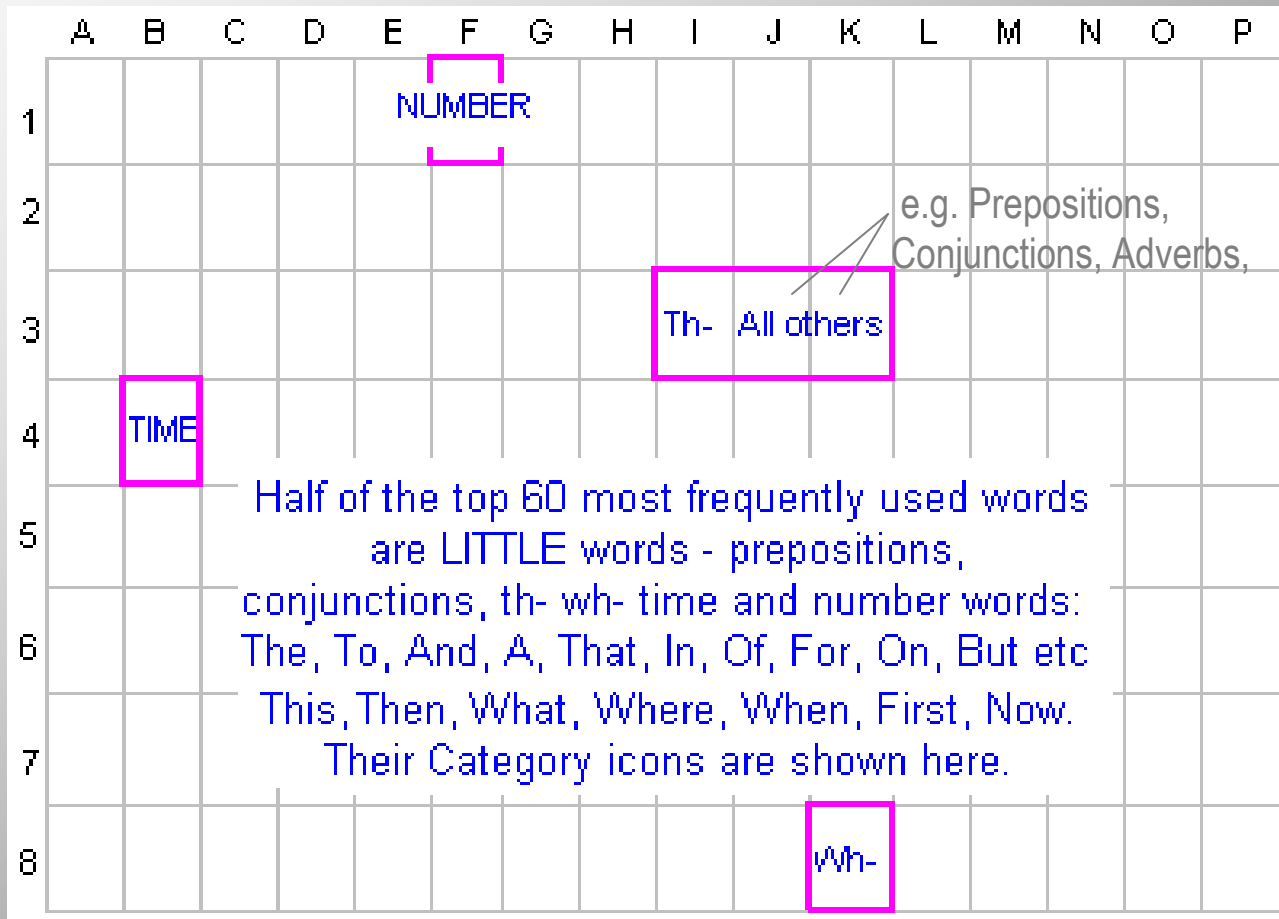 A B C D E F G H I J K L M N O P
1
NUMBER
2
e.g. Prepositions,
Conjunctions, Adverbs,
3
Th- All others
4
TIME
Half of the top 60 most frequently used words
5
are LITTLE words - prepositions,
conjunctions, th- wh- time and number words:
6
The, To, And, A, That, In, Of, For, On, But etc
This, Then, What, Where, When, First, Now.
7
Their Category icons are shown here.
8
Wh-